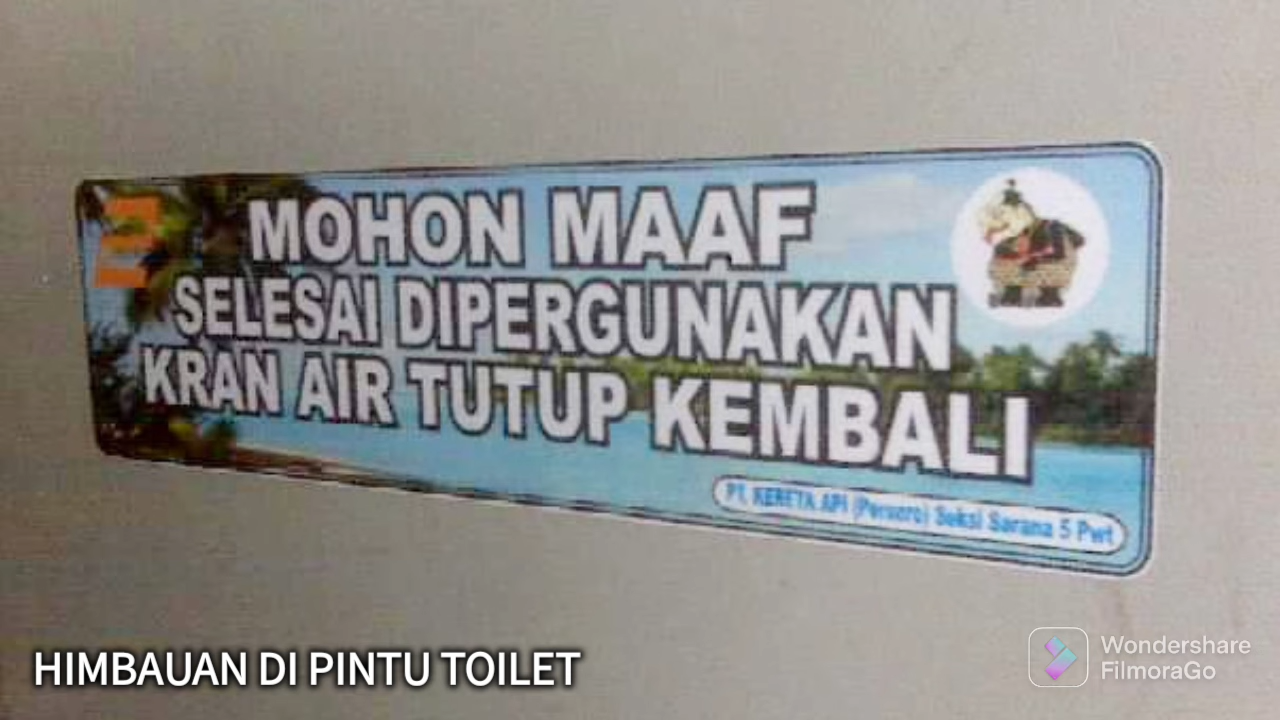 MOHON MAAF
SELESAI DIPERGUNAKAN
KRAN AIR TUTUP KEMBALI
PT. KERETA API (Persero) Seksi Sarana 5 Pwt
HIMBAUAN DI PINTU TOILET
Wondershare
FilmoraGo